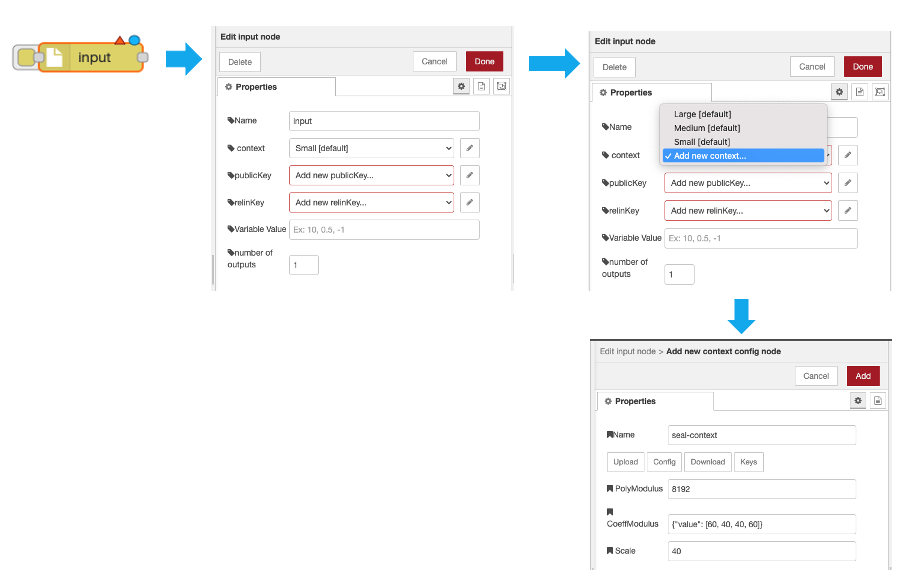 input
Edit input node
Delete
Cancel
Done
Properties
Name
input
context
Small [default]
publicKey
Add new publicKey...
relinKey
Add new relinKey...
Variable Value
Ex: 10, 0.5, -1
number of
outputs
1
Edit input node
Delete
Cancel
Done
Properties
Large [default]
Medium [default]
Small [default]
✓ Add new context...
Name
context
publicKey
Add new publicKey...
relinKey
Add new relinKey...
Variable Value
Ex: 10, 0.5, -1
number of
outputs
1
Edit input node > Add new context config node
Cancel
Add
Properties
Name
seal-context
Upload
Config
Download
Keys
PolyModulus
8192
CoeffModulus
{"value": [60, 40, 40, 60]}
Scale
40